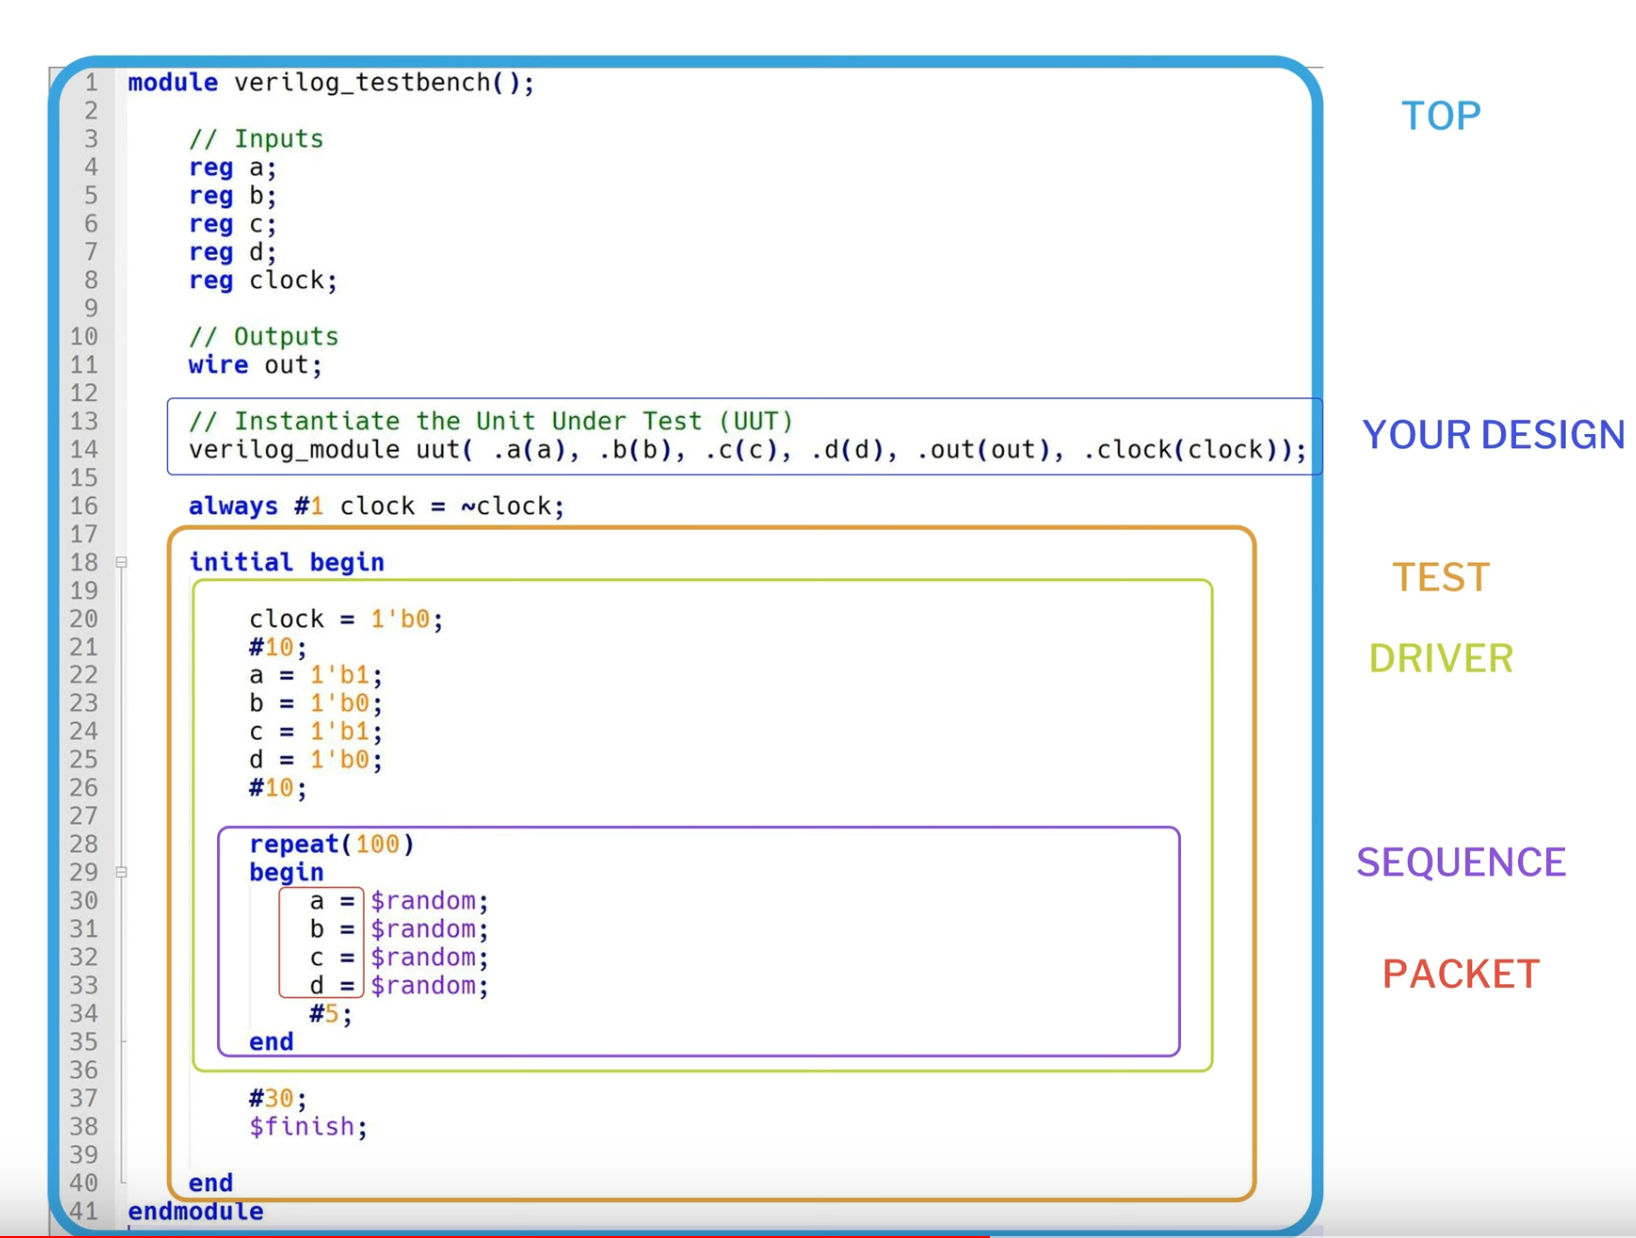 1 module verilog_testbench();
2
3 // Inputs
4 reg a;
5 reg b;
6 reg c;
7 reg d;
8 reg clock;
9
10 // Outputs
11 wire out;
12
13 // Instantiate the Unit Under Test (UUT)
14 verilog_module uut( .a(a), .b(b), .c(c), .d(d), .out(out), .clock(clock));
15
16 always #1 clock = ~clock;
17
18 initial begin
19
20 clock = 1'b0;
21 #10;
22 a = 1'b1;
23 b = 1'b0;
24 c = 1'b1;
25 d = 1'b0;
26 #10;
27
28 repeat(100)
29 begin
30 a = $random;
31 b = $random;
32 c = $random;
33 d = $random;
34 #5;
35 end
36
37 #30;
38 $finish;
39
40 end
41 endmodule
TOP
YOUR DESIGN
TEST
DRIVER
SEQUENCE
PACKET